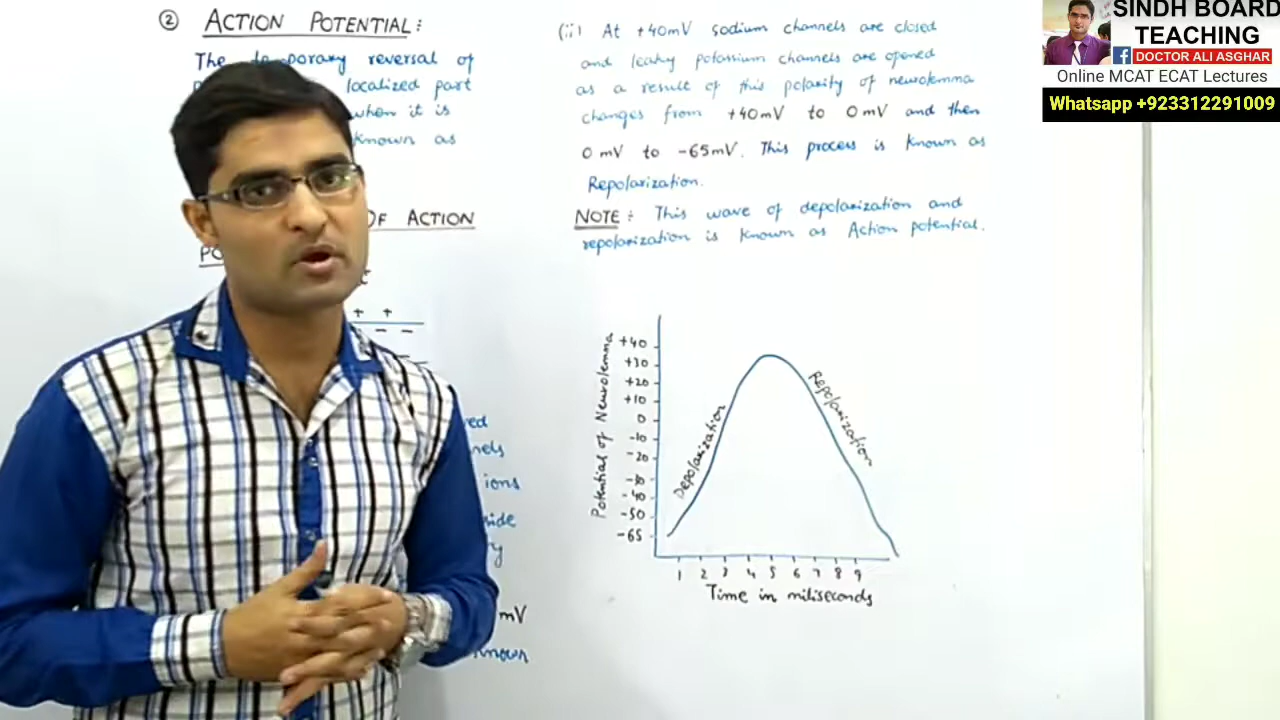 ② ACTION POTENTIAL:
The temporary reversal of
localized part
when it is
known as
OF ACTION
PO
+ +
- -
ed
nels
ions
side
y
mV
known
(ii) At +40mV sodium channels are closed
and leaky potassium channels are opened
as a result of this polarity of neurolemma
changes from +40mV to 0mV and then
0mV to -65mV. This process is known as
Repolarization.
NOTE: This wave of depolarization and
repolarization is known as Action potential.
Potential of Neurolemma
+40
+30
+20
+10
0
-10
-20
-30
-40
-50
-65
Depolarization
Repolarization
1 2 3 4 5 6 7 8 9
Time in miliseconds
SINDH BOARD
TEACHING
f DOCTOR ALI ASGHAR
Online MCAT ECAT Lectures
Whatsapp +923312291009